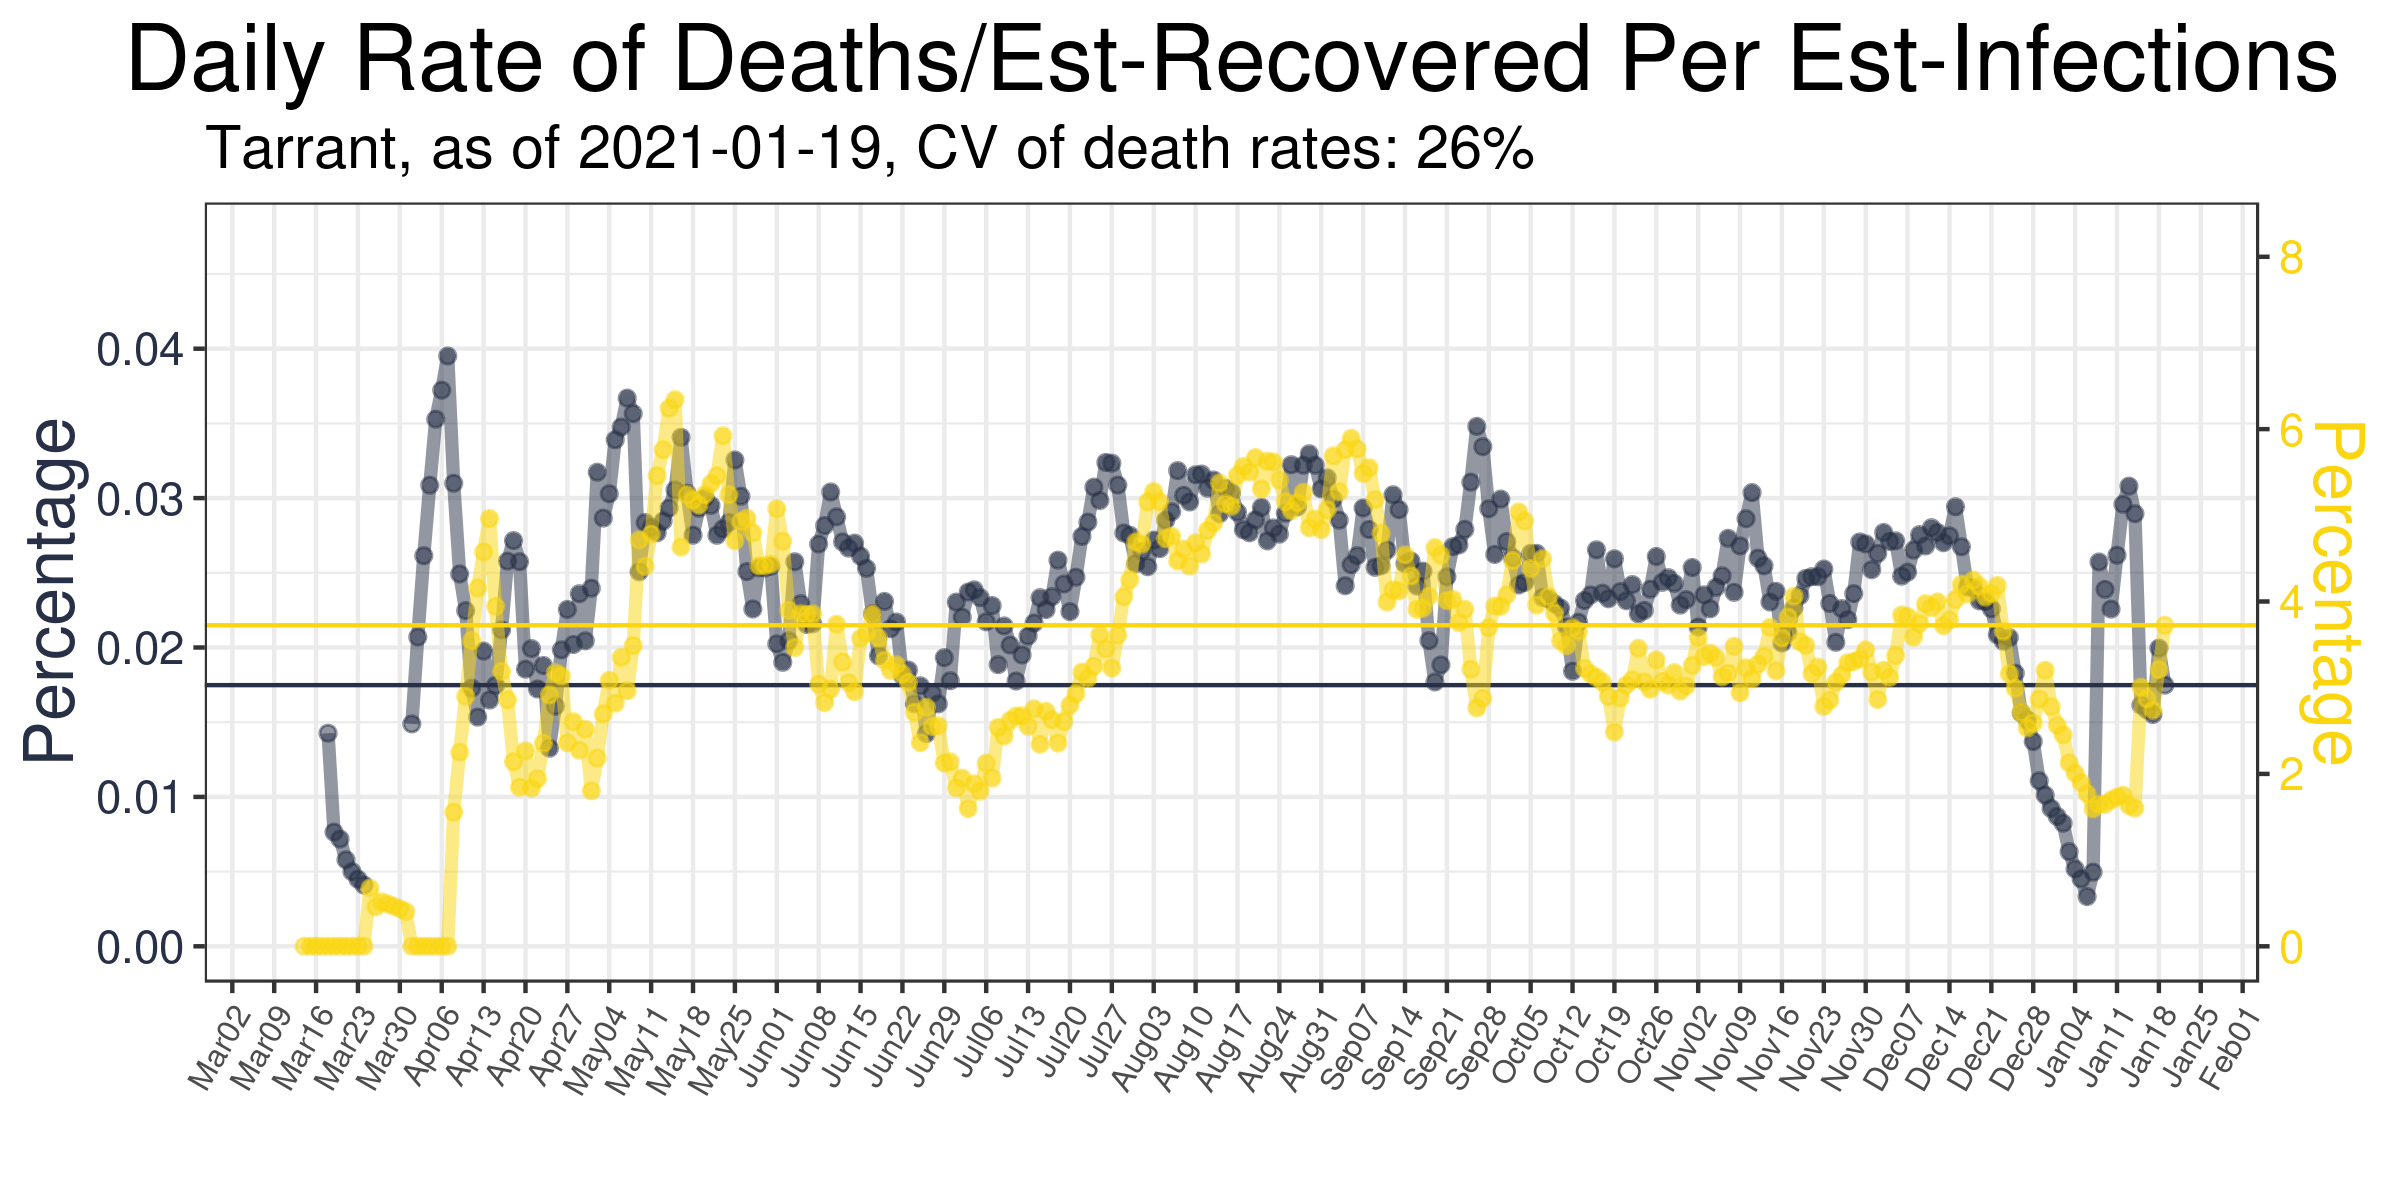 Daily Rate of Deaths/Est-Recovered Per Est-Infections
Tarrant, as of 2021-01-19, CV of death rates: 26%
Percentage
0.04
0.03
0.02
0.01
0.00
8
6
4
2
0
Percentage
Mar02
Mar09
Mar16
Mar23
Mar30
Apr06
Apr13
Apr20
Apr27
May04
May11
May18
May25
Jun01
Jun08
Jun15
Jun22
Jun29
Jul06
Jul13
Jul20
Jul27
Aug03
Aug10
Aug17
Aug24
Aug31
Sep07
Sep14
Sep21
Sep28
Oct05
Oct12
Oct19
Oct26
Nov02
Nov09
Nov16
Nov23
Nov30
Dec07
Dec14
Dec21
Dec28
Jan04
Jan11
Jan18
Jan25
Feb01